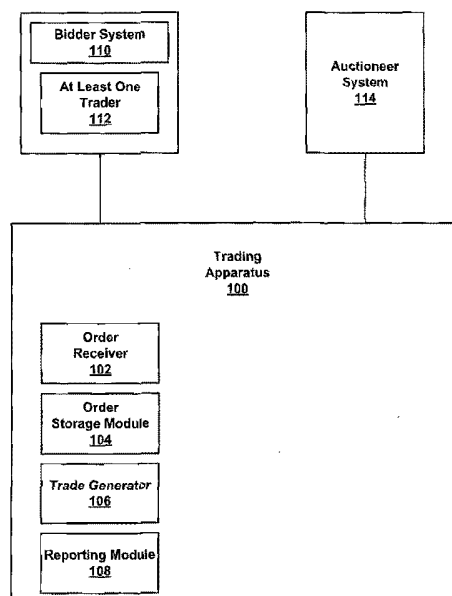 Bidder System
110
At Least One
Trader
112
Auctioneer
System
114
Trading
Apparatus
100
Order
Receiver
102
Order
Storage Module
104
Trade Generator
106
Reporting Module
108